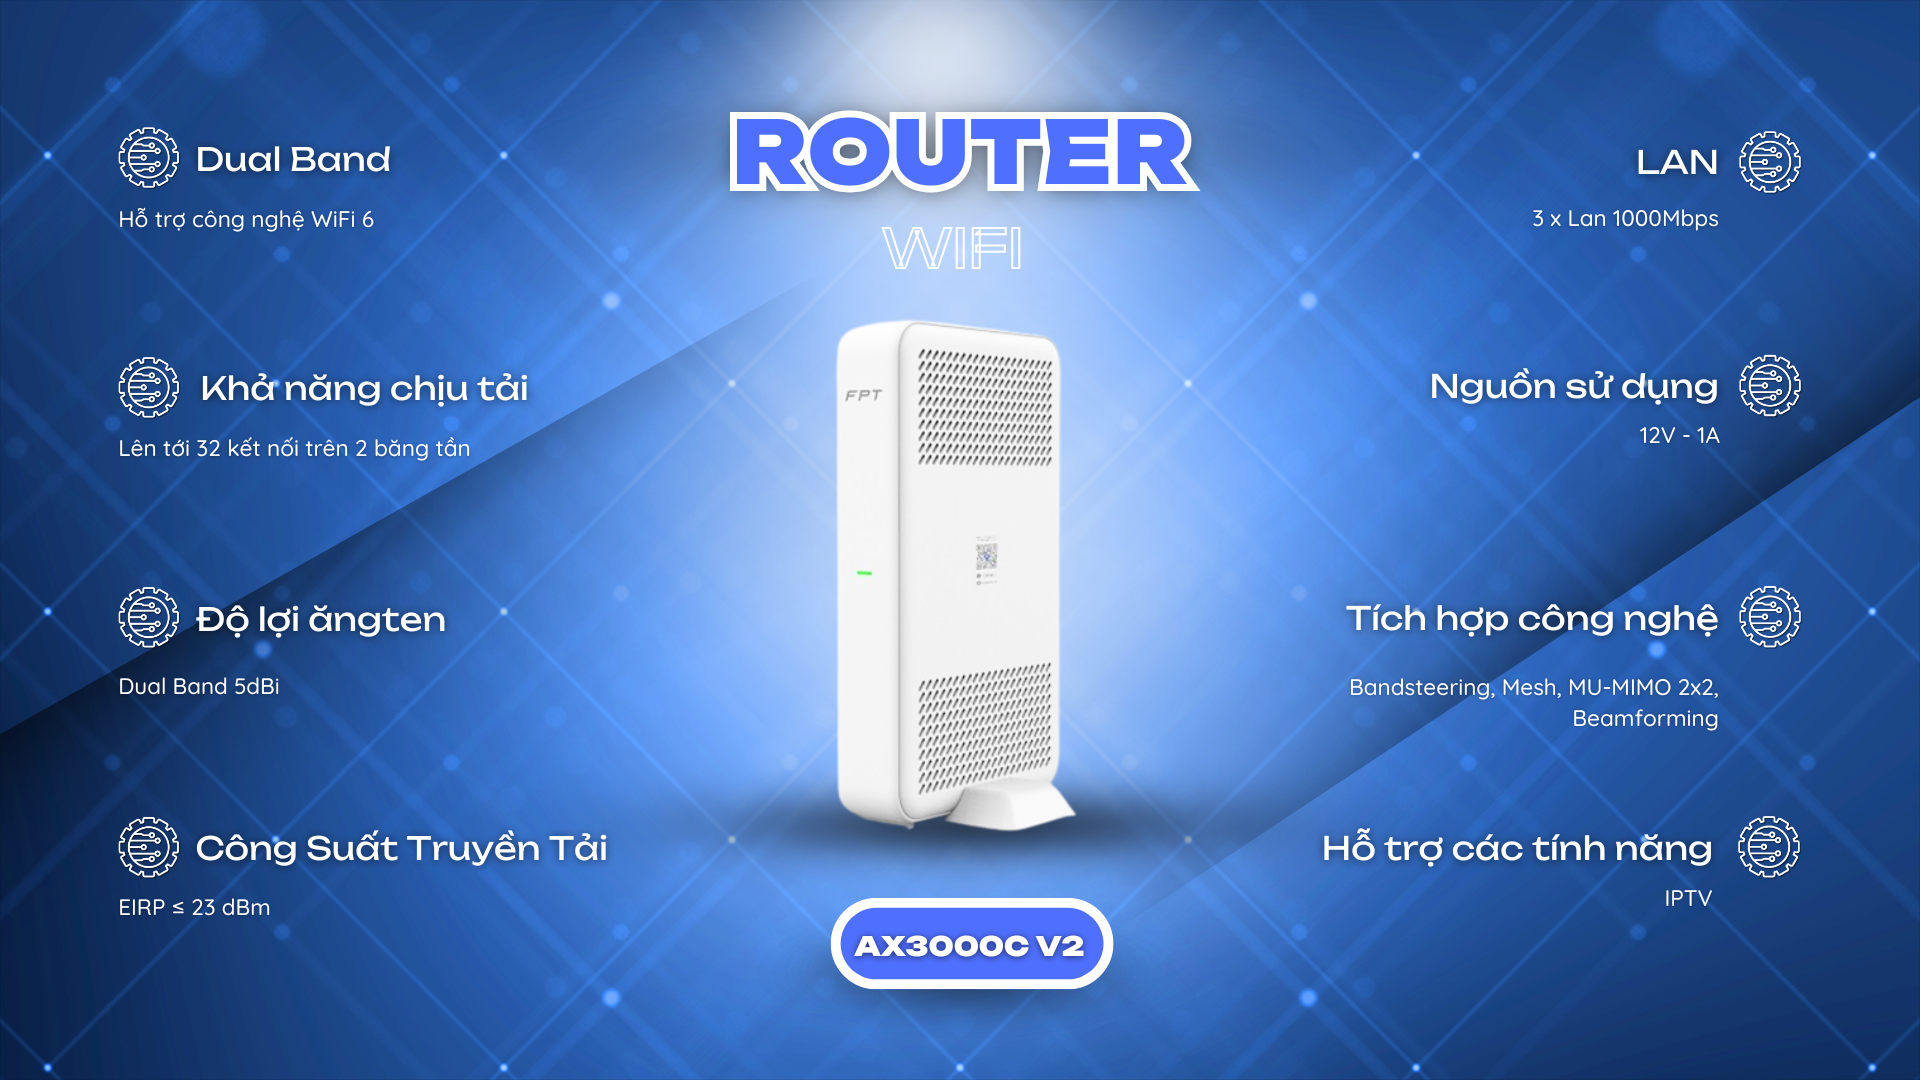 ROUTER
WIFI
Dual Band
Hỗ trợ công nghệ WiFi 6
Khả năng chịu tải
Lên tới 32 kết nối trên 2 băng tần
Độ lợi ăngten
Dual Band 5dBi
Công Suất Truyền Tải
EIRP ≤ 23 dBm
FPT
LAN
3 x Lan 1000Mbps
Nguồn sử dụng
12V - 1A
Tích hợp công nghệ
Bandsteering, Mesh, MU-MIMO 2x2,
Beamforming
Hỗ trợ các tính năng
IPTV
AX3000C V2